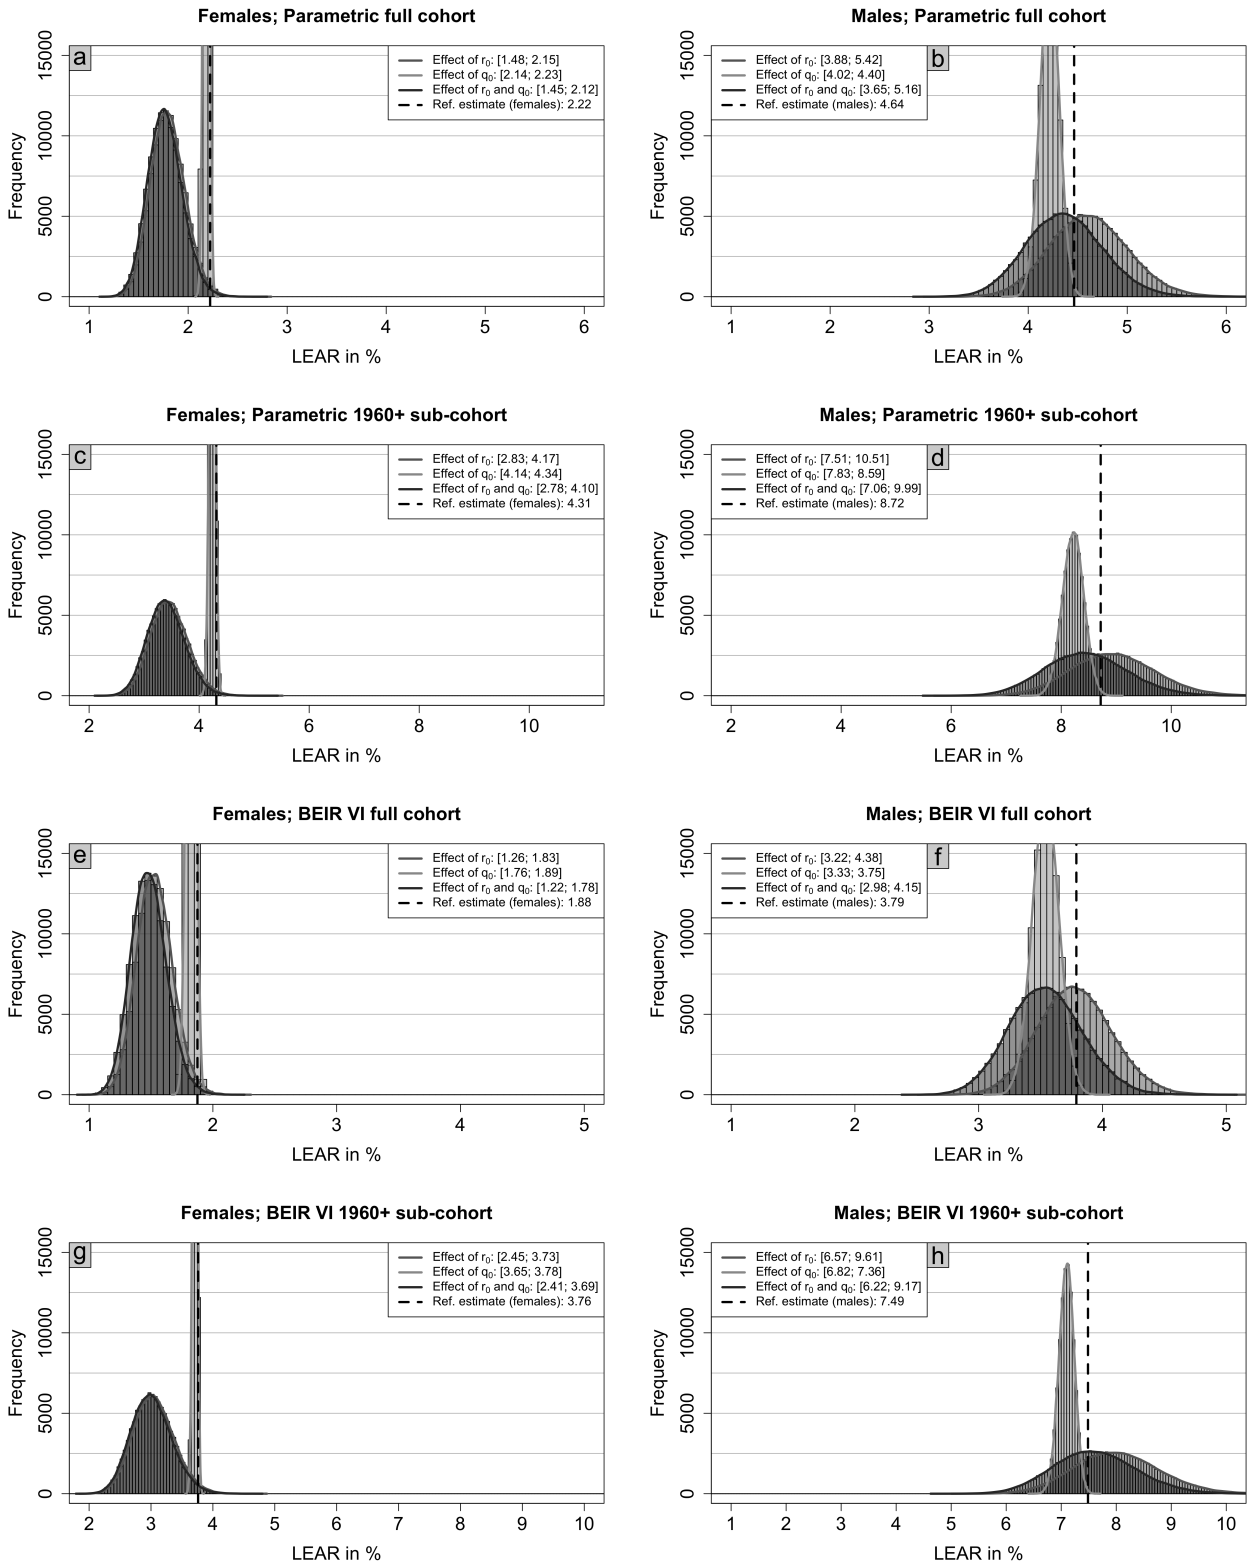 Females; Parametric full cohort
a
Effect of r0: [1.48; 2.15]
Effect of q0: [2.14; 2.23]
Effect of r0 and q0: [1.45; 2.12]
Ref. estimate (females): 2.22
Frequency
0 5000 10000 15000
1 2 3 4 5 6
LEAR in %
Males; Parametric full cohort
b
Effect of r0: [3.88; 5.42]
Effect of q0: [4.02; 4.40]
Effect of r0 and q0: [3.65; 5.16]
Ref. estimate (males): 4.64
Frequency
0 5000 10000 15000
1 2 3 4 5 6
LEAR in %
Females; Parametric 1960+ sub-cohort
c
Effect of r0: [2.83; 4.17]
Effect of q0: [4.14; 4.34]
Effect of r0 and q0: [2.78; 4.10]
Ref. estimate (females): 4.31
Frequency
0 5000 10000 15000
2 4 6 8 10
LEAR in %
Males; Parametric 1960+ sub-cohort
d
Effect of r0: [7.51; 10.51]
Effect of q0: [7.83; 8.59]
Effect of r0 and q0: [7.06; 9.99]
Ref. estimate (males): 8.72
Frequency
0 5000 10000 15000
2 4 6 8 10
LEAR in %
Females; BEIR VI full cohort
e
Effect of r0: [1.26; 1.83]
Effect of q0: [1.76; 1.89]
Effect of r0 and q0: [1.22; 1.78]
Ref. estimate (females): 1.88
Frequency
0 5000 10000 15000
1 2 3 4 5
LEAR in %
Males; BEIR VI full cohort
f
Effect of r0: [3.22; 4.38]
Effect of q0: [3.33; 3.75]
Effect of r0 and q0: [2.98; 4.15]
Ref. estimate (males): 3.79
Frequency
0 5000 10000 15000
1 2 3 4 5
LEAR in %
Females; BEIR VI 1960+ sub-cohort
g
Effect of r0: [2.45; 3.73]
Effect of q0: [3.65; 3.78]
Effect of r0 and q0: [2.41; 3.69]
Ref. estimate (females): 3.76
Frequency
0 5000 10000 15000
2 3 4 5 6 7 8 9 10
LEAR in %
Males; BEIR VI 1960+ sub-cohort
h
Effect of r0: [6.57; 9.61]
Effect of q0: [6.82; 7.36]
Effect of r0 and q0: [6.22; 9.17]
Ref. estimate (males): 7.49
Frequency
0 5000 10000 15000
1 2 3 4 5 6 7 8 9 10
LEAR in %